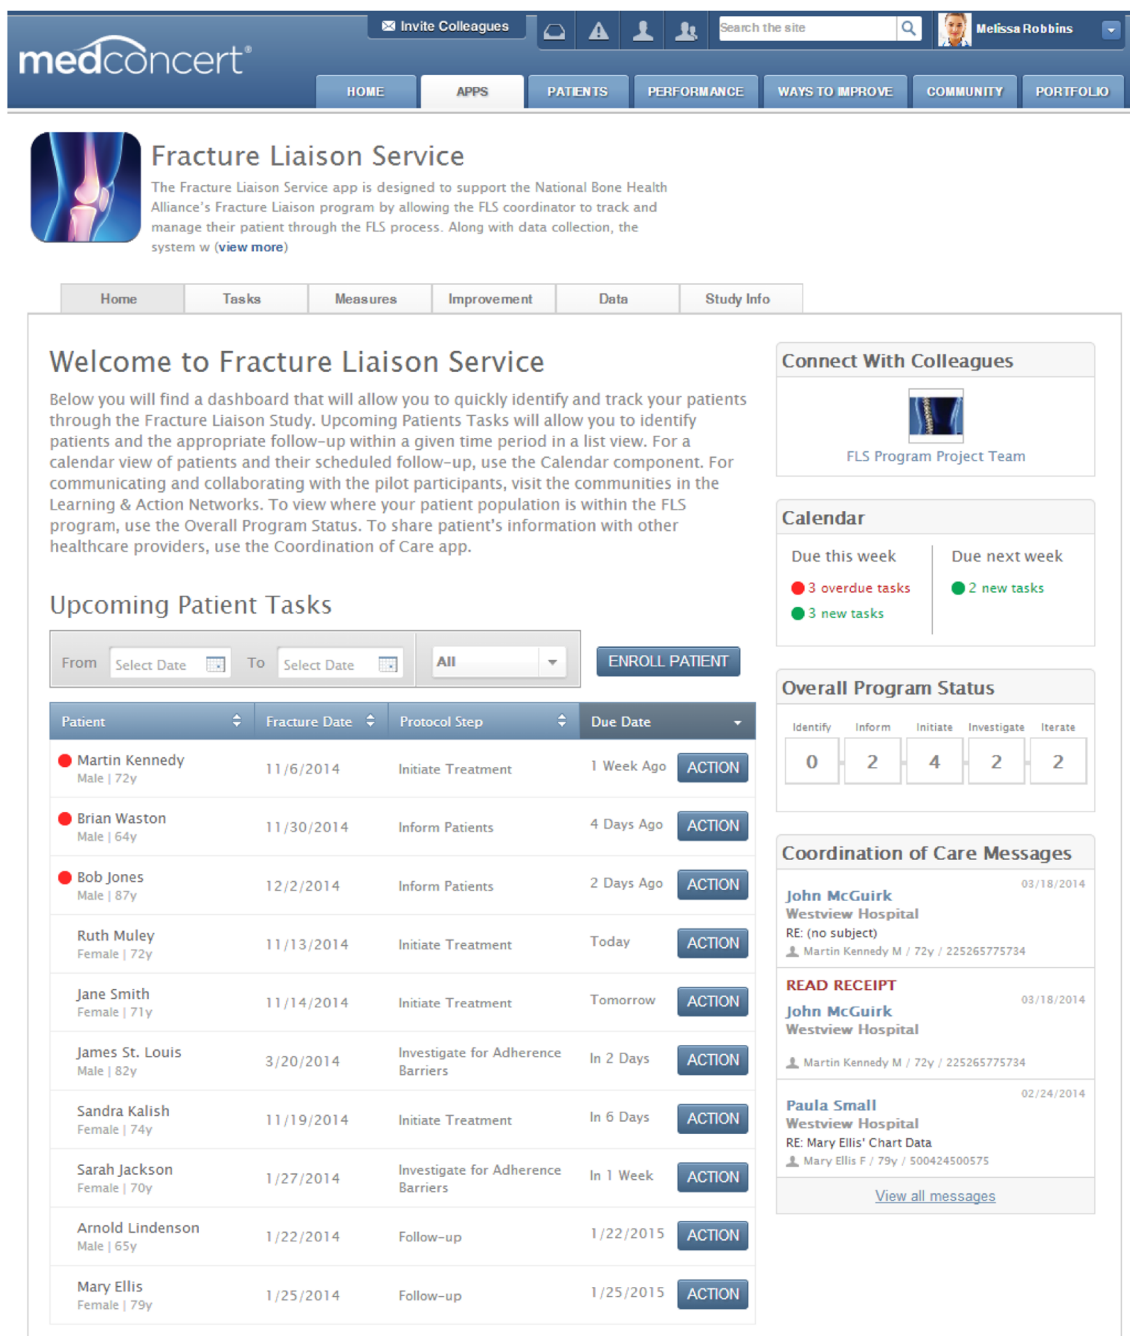 Invite Colleagues
Search the site
Melissa Robbins
medconcert®
HOME
APPS
PATIENTS
PERFORMANCE
WAYS TO IMPROVE
COMMUNITY
PORTFOLIO
Fracture Liaison Service
The Fracture Liaison Service app is designed to support the National Bone Health
Alliance's Fracture Liaison program by allowing the FLS coordinator to track and
manage their patient through the FLS process. Along with data collection, the
system w (view more)
Home
Tasks
Measures
Improvement
Data
Study Info
Welcome to Fracture Liaison Service
Below you will find a dashboard that will allow you to quickly identify and track your patients
through the Fracture Liaison Study. Upcoming Patients Tasks will allow you to identify
patients and the appropriate follow-up within a given time period in a list view. For a
calendar view of patients and their scheduled follow-up, use the Calendar component. For
communicating and collaborating with the pilot participants, visit the communities in the
Learning & Action Networks. To view where your patient population is within the FLS
program, use the Overall Program Status. To share patient's information with other
healthcare providers, use the Coordination of Care app.
Upcoming Patient Tasks
From Select Date To Select Date All ENROLL PATIENT
Patient Fracture Date Protocol Step Due Date
Martin Kennedy
Male | 72y
11/6/2014 Initiate Treatment 1 Week Ago ACTION
Brian Waston
Male | 64y
11/30/2014 Inform Patients 4 Days Ago ACTION
Bob Jones
Male | 87y
12/2/2014 Inform Patients 2 Days Ago ACTION
Ruth Muley
Female | 72y
11/13/2014 Initiate Treatment Today ACTION
Jane Smith
Female | 71y
11/14/2014 Initiate Treatment Tomorrow ACTION
James St. Louis
Male | 82y
3/20/2014 Investigate for Adherence
Barriers
In 2 Days ACTION
Sandra Kalish
Female | 74y
11/19/2014 Initiate Treatment In 6 Days ACTION
Sarah Jackson
Female | 70y
1/27/2014 Investigate for Adherence
Barriers
In 1 Week ACTION
Arnold Lindenson
Male | 65y
1/22/2014 Follow-up 1/22/2015 ACTION
Mary Ellis
Female | 79y
1/25/2014 Follow-up 1/25/2015 ACTION
Connect With Colleagues
FLS Program Project Team
Calendar
Due this week
3 overdue tasks
3 new tasks
Due next week
2 new tasks
Overall Program Status
Identify Inform Initiate Investigate Iterate
0 2 4 2 2
Coordination of Care Messages
03/18/2014
John McGuirk
Westview Hospital
RE: (no subject)
Martin Kennedy M / 72y / 225265775734
READ RECEIPT
03/18/2014
John McGuirk
Westview Hospital
Martin Kennedy M / 72y / 225265775734
02/24/2014
Paula Small
Westview Hospital
RE: Mary Ellis' Chart Data
Mary Ellis F / 79y / 500424500575
View all messages